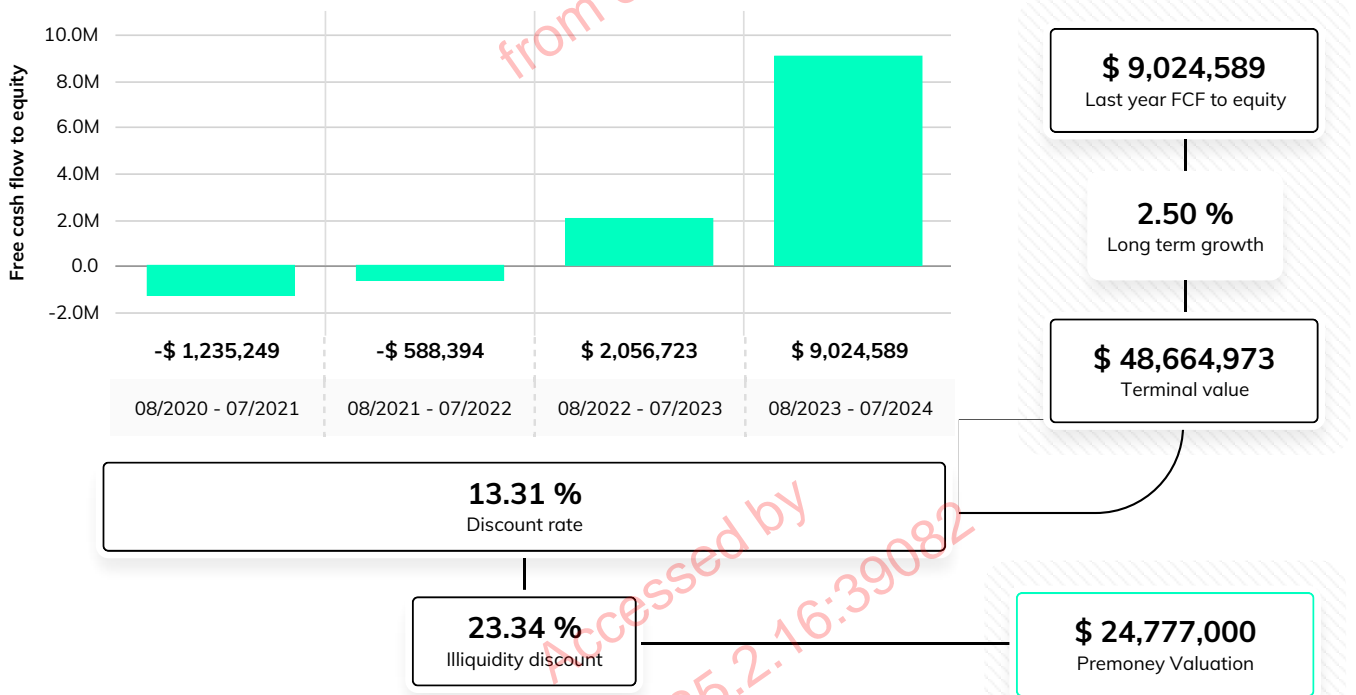 Free cash flow to equity
10.0M
8.0M
6.0M
4.0M
2.0M
0.0
-2.0M
-$ 1,235,249
-$ 588,394
$ 2,056,723
$ 9,024,589
08/2020 - 07/2021
08/2021 - 07/2022
08/2022 - 07/2023
08/2023 - 07/2024
$ 9,024,589
Last year FCF to equity
2.50 %
Long term growth
$ 48,664,973
Terminal value
13.31 %
Discount rate
23.34 %
Illiquidity discount
$ 24,777,000
Premoney Valuation
from
Accessed by
5.2.16:39082